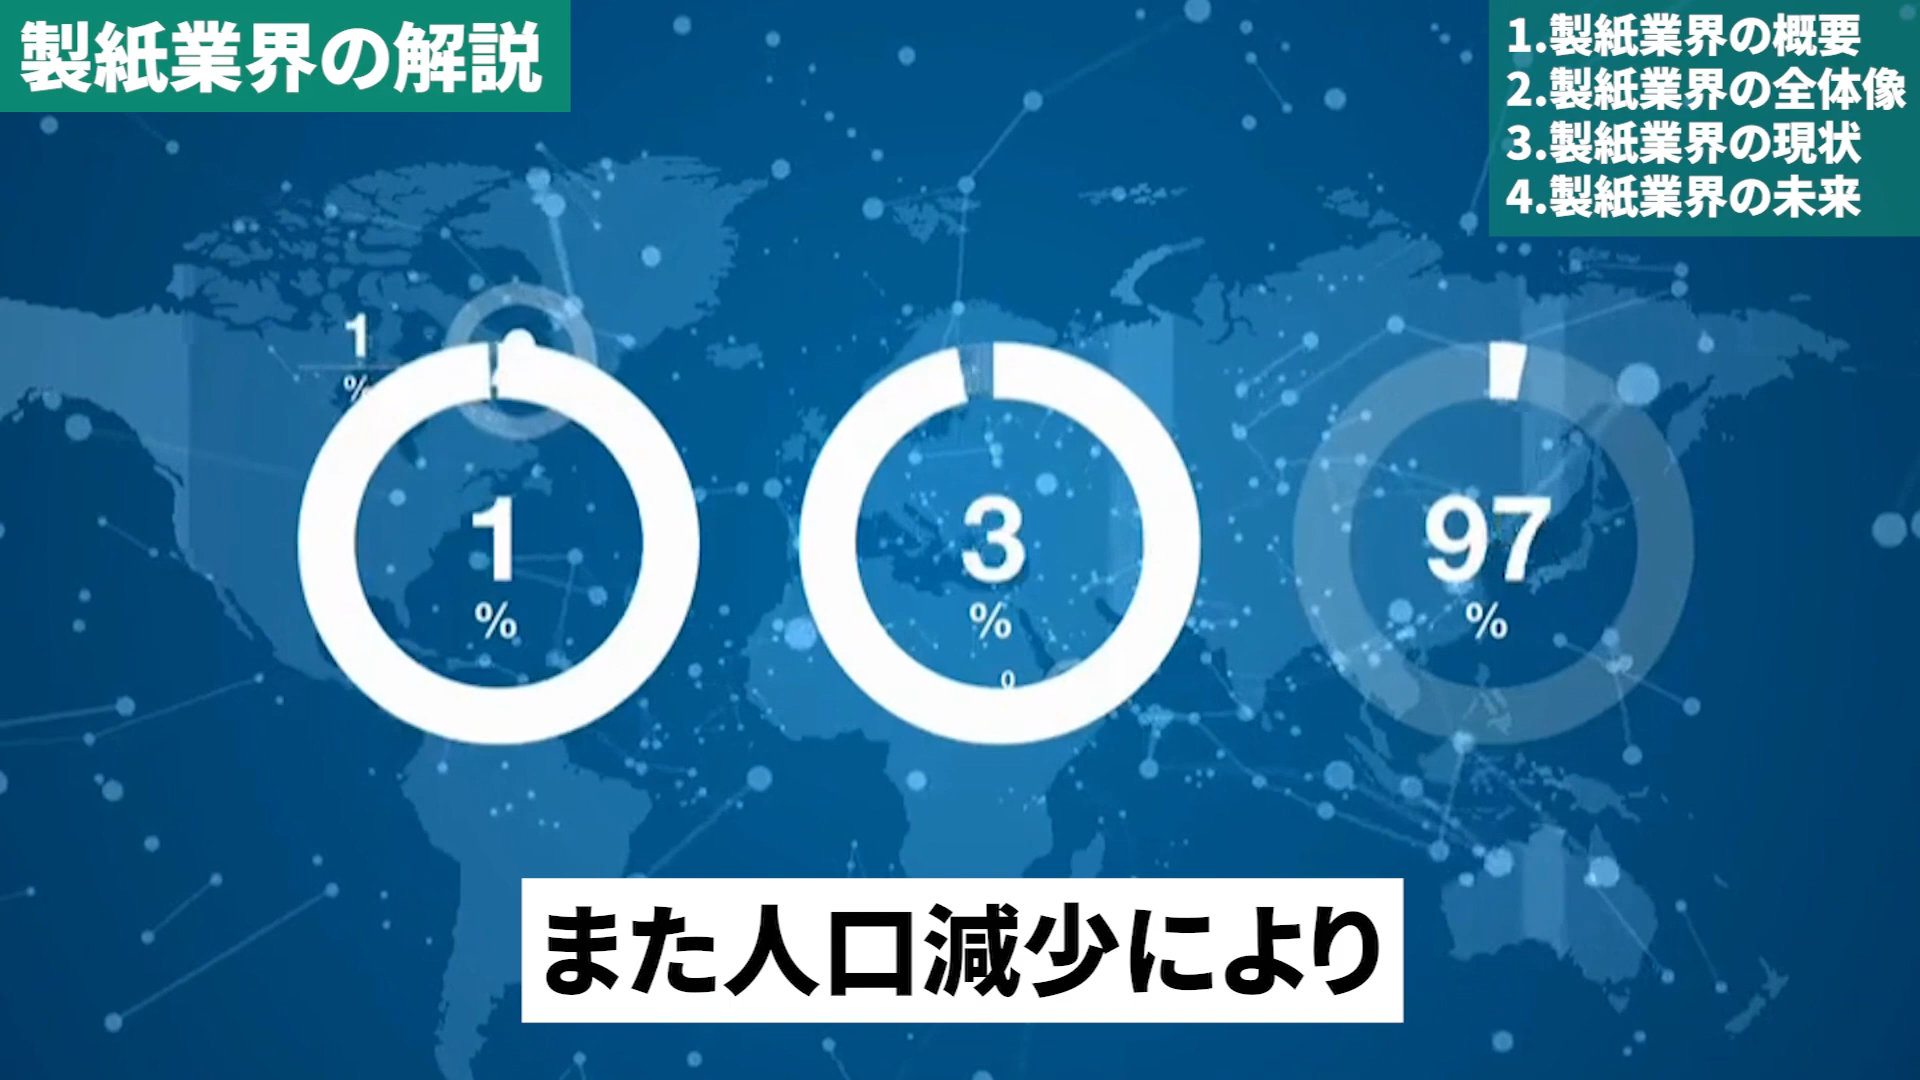 製紙業界の解説
1.製紙業界の概要
2.製紙業界の全体像
3.製紙業界の現状
4.製紙業界の未来
1
%
1
%
3
%
0
97
%
また人口減少により